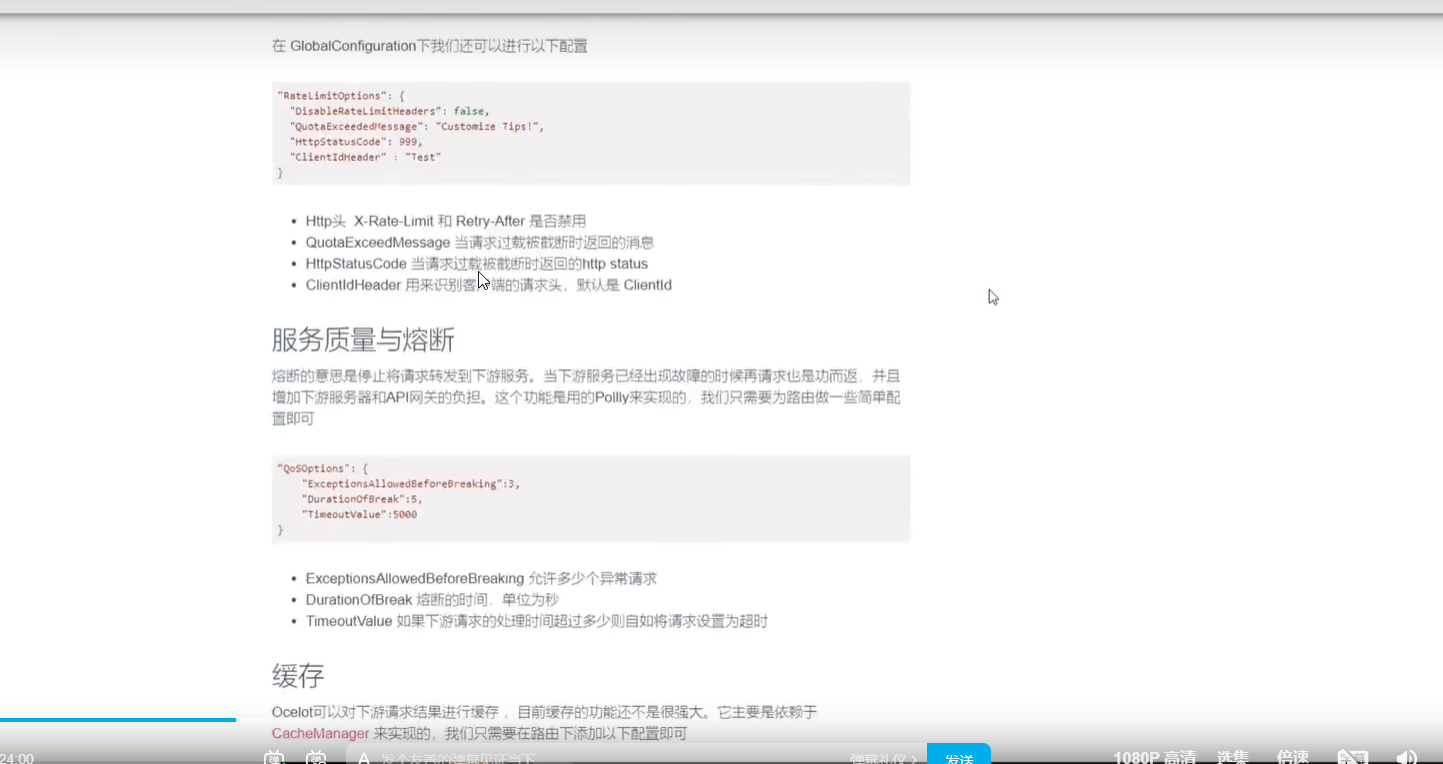 在 GlobalConfiguration下我们还可以进行以下配置
"RateLimitOptions": {
"DisableRateLimitHeaders": false,
"QuotaExceededMessage": "Customize Tips!",
"HttpStatusCode": 999,
"ClientIdHeader" : "Test"
}
• Http头 X-Rate-Limit 和 Retry-After 是否禁用
• QuotaExceedMessage 当请求过载被截断时返回的消息
• HttpStatusCode 当请求过载被截断时返回的http status
• ClientIdHeader 用来识别客户端的请求头，默认是 ClientId
服务质量与熔断
熔断的意思是停止将请求转发到下游服务。当下游服务已经出现故障的时候再请求也是功而返，并且
增加下游服务器和API网关的负担。这个功能是用的Pollly来实现的，我们只需要为路由做一些简单配
置即可
"QoSOptions": {
"ExceptionsAllowedBeforeBreaking":3,
"DurationOfBreak":5,
"TimeoutValue":5000
}
• ExceptionsAllowedBeforeBreaking 允许多少个异常请求
• DurationOfBreak 熔断的时间，单位为秒
• TimeoutValue 如果下游请求的处理时间超过多少则自如将请求设置为超时
缓存
Ocelot可以对下游请求结果进行缓存 ，目前缓存的功能还不是很强大。它主要是依赖于
CacheManager 来实现的，我们只需要在路由下添加以下配置即可
24:00 弹 弹 A 发个友善的弹幕见证当下 弹幕礼仪 > 发送 1080P 高清 选集 倍速